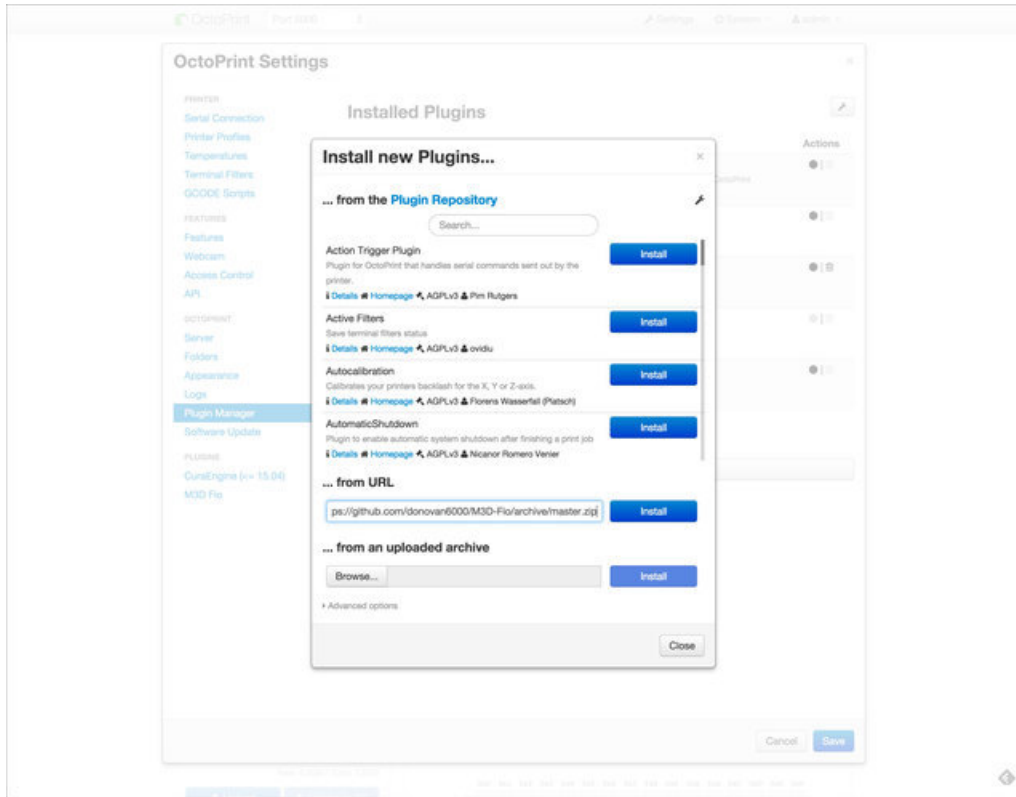 OctoPrint
Settings
System
admin
OctoPrint Settings
×
PRINTER
Serial Connection
Printer Profiles
Temperatures
Terminal Filters
GCODE Scripts
FEATURES
Features
Webcam
Access Control
API
OCTOPRINT
Server
Folders
Appearance
Logs
Plugin Manager
Software Update
PLUGINS
CuraEngine (<= 15.04)
M3D Fio
Installed Plugins
Actions
Install new Plugins...
×
... from the Plugin Repository
Search...
Action Trigger Plugin
Install
Plugin for OctoPrint that handles serial commands sent out by the
printer.
Details Homepage AGPLv3 Pim Rutgers
Active Filters
Install
Save terminal filters status
Details Homepage AGPLv3 ovidiu
Autocalibration
Install
Calibrates your printers backlash for the X, Y or Z-axis.
Details Homepage AGPLv3 Florens Wasserfall (Platsch)
AutomaticShutdown
Install
Plugin to enable automatic system shutdown after finishing a print job
Details Homepage AGPLv3 Nicanor Romero Venier
... from URL
ps://github.com/donovan6000/M3D-Fio/archive/master.zip
Install
... from an uploaded archive
Browse...
Install
Advanced options
Close
Cancel
Save